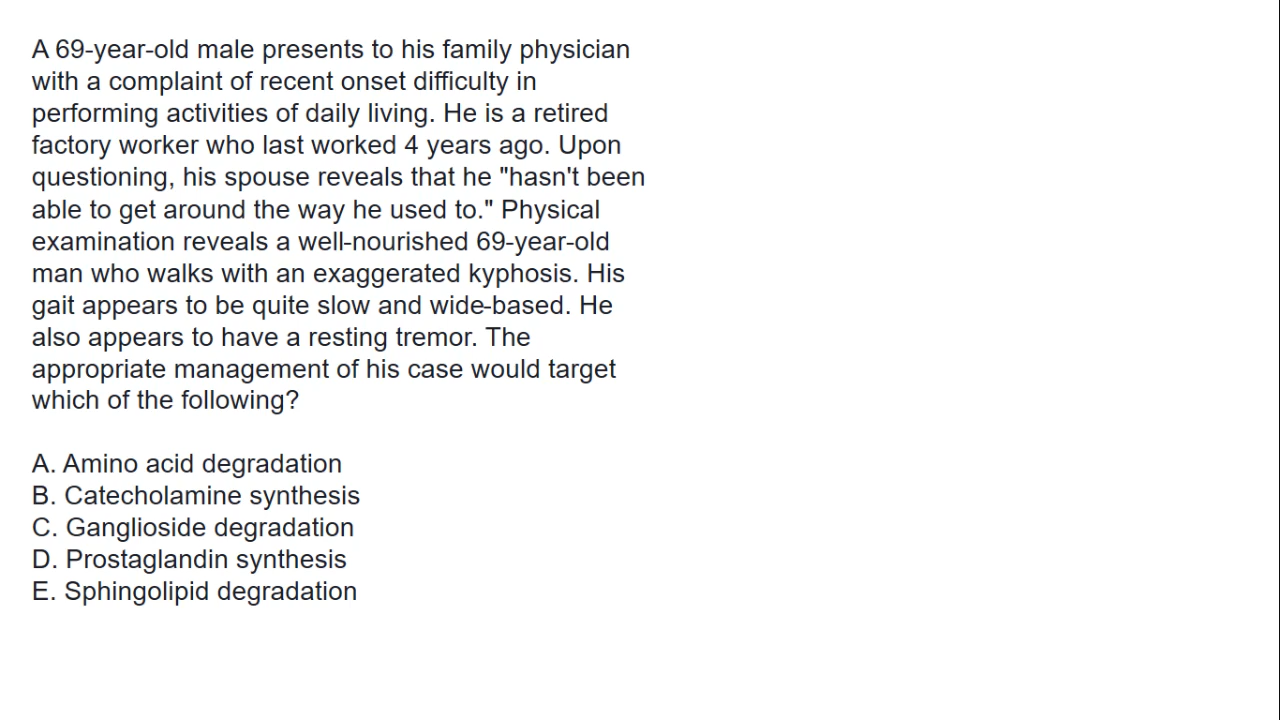 A 69-year-old male presents to his family physician
with a complaint of recent onset difficulty in
performing activities of daily living. He is a retired
factory worker who last worked 4 years ago. Upon
questioning, his spouse reveals that he "hasn't been
able to get around the way he used to." Physical
examination reveals a well-nourished 69-year-old
man who walks with an exaggerated kyphosis. His
gait appears to be quite slow and wide-based. He
also appears to have a resting tremor. The
appropriate management of his case would target
which of the following?
A. Amino acid degradation
B. Catecholamine synthesis
C. Ganglioside degradation
D. Prostaglandin synthesis
E. Sphingolipid degradation